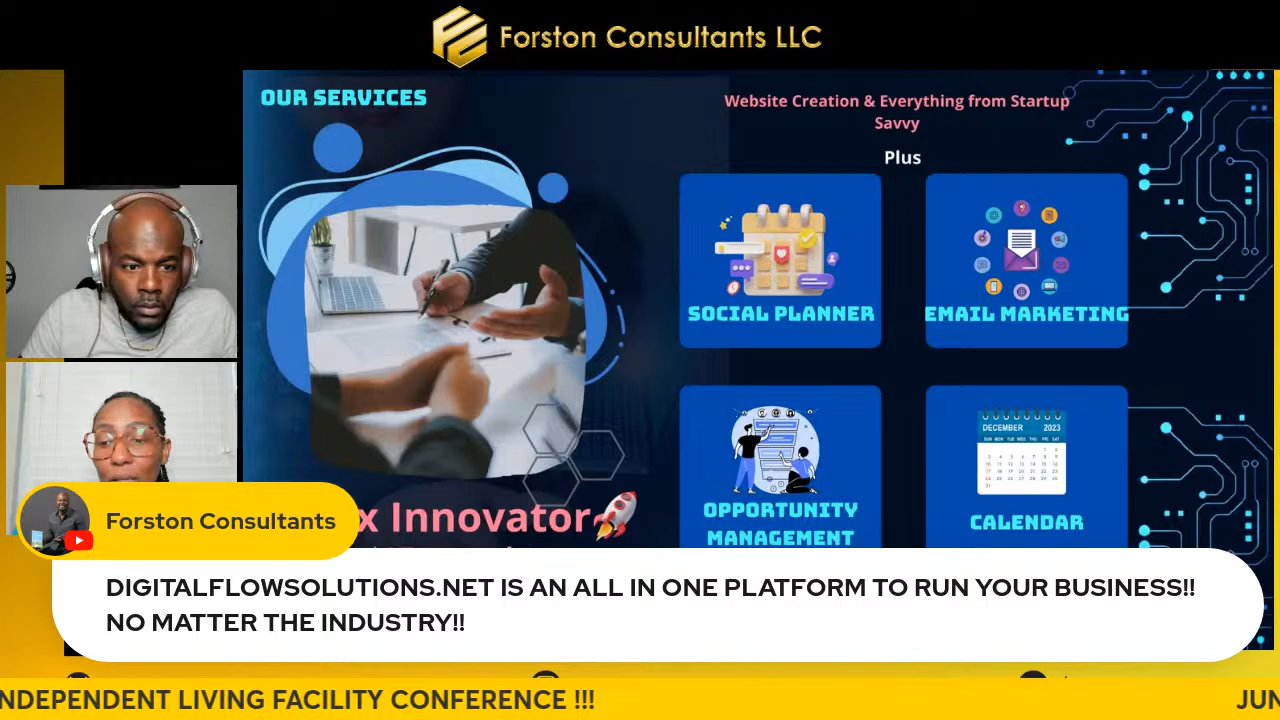 Forston Consultants LLC
OUR SERVICES
Website Creation & Everything from Startup
Savvy
Plus
SOCIAL PLANNER
EMAIL MARKETING
DECEMBER 2023
OPPORTUNITY
MANAGEMENT
CALENDAR
x Innovator
Forston Consultants
DIGITALFLOWSOLUTIONS.NET IS AN ALL IN ONE PLATFORM TO RUN YOUR BUSINESS!!
NO MATTER THE INDUSTRY!!
NDEPENDENT LIVING FACILITY CONFERENCE !!!
JUN